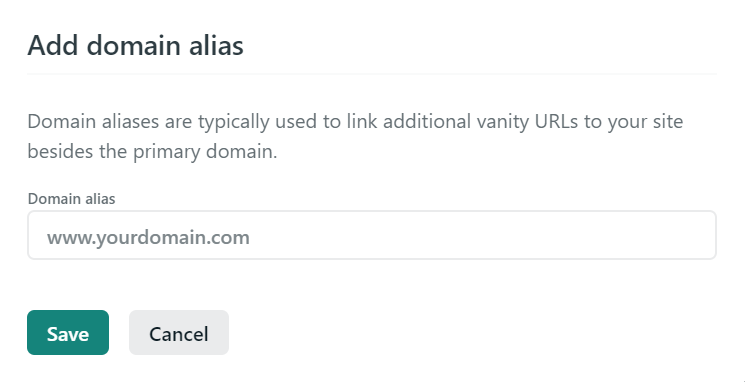 Add domain alias
Domain aliases are typically used to link additional vanity URLs to your site
besides the primary domain.
Domain alias
www.yourdomain.com
Save Cancel